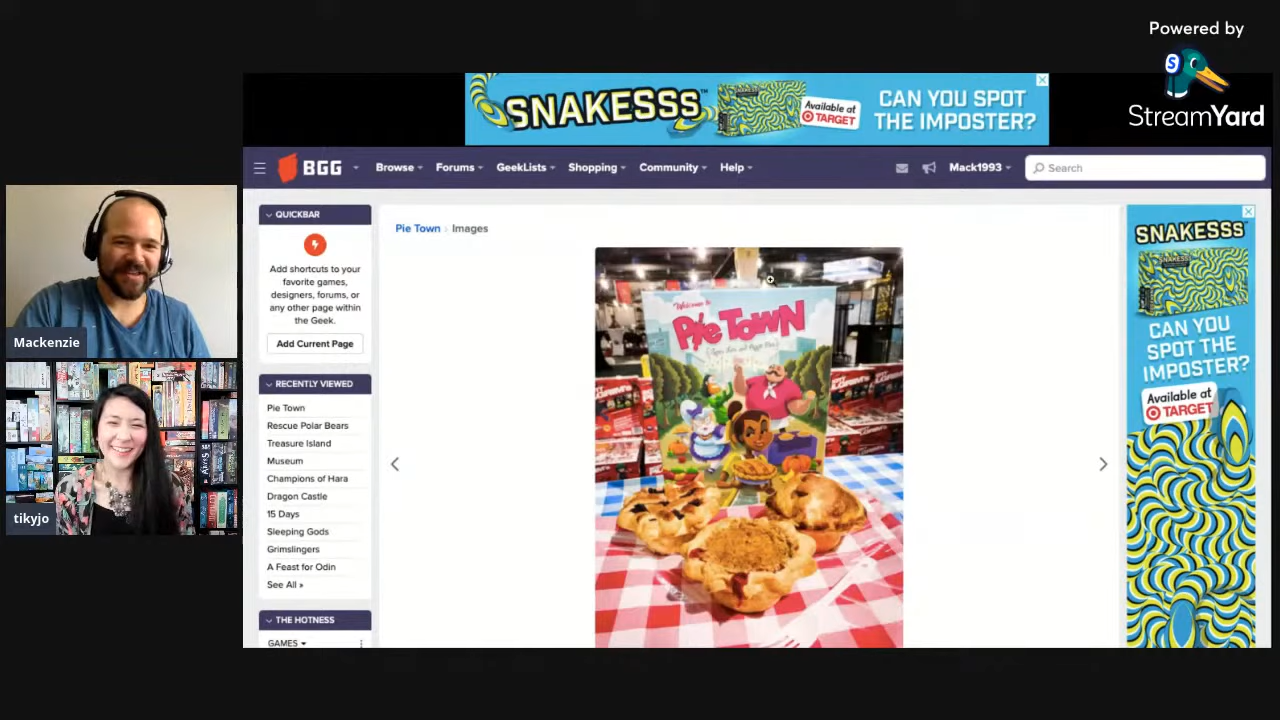 Powered by
StreamYard
SNAKESSS™
Available at
TARGET
CAN YOU SPOT
THE IMPOSTER?
BGG
Browse
Forums
GeekLists
Shopping
Community
Help
Mack1993
Search
QUICKBAR
Add shortcuts to your
favorite games,
designers, forums, or
any other page within
the Geek.
Add Current Page
RECENTLY VIEWED
Pie Town
Rescue Polar Bears
Treasure Island
Museum
Champions of Hara
Dragon Castle
15 Days
Sleeping Gods
Grimslingers
A Feast for Odin
See All »
THE HOTNESS
GAMES
Pie Town
Images
Welcome to
Pie Town
SNAKESSS
CAN YOU
SPOT THE
IMPOSTER?
Available at
TARGET
Mackenzie
tikyjo